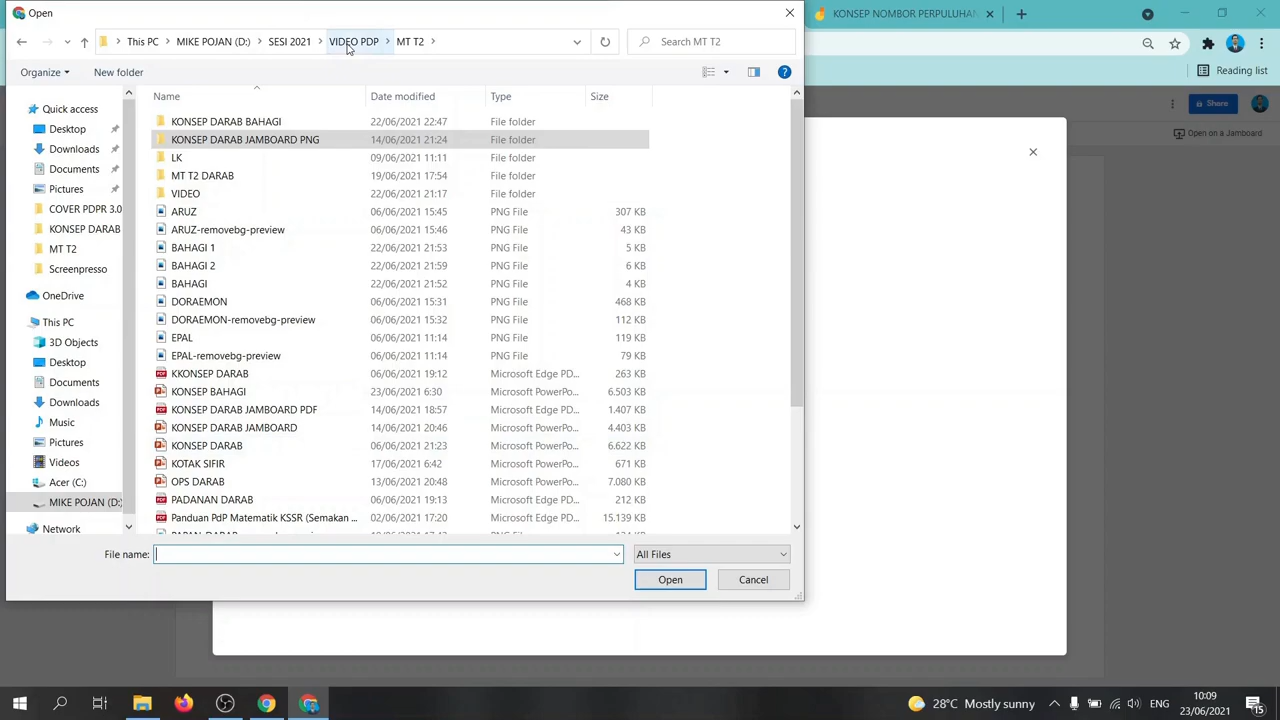 Open
KONSEP NOMBOR PERPULUHAN
This PC > MIKE POJAN (D:) > SESI 2021 > VIDEO PDP > MT T2 >
Search MT T2
Organize
New folder
Reading list
Share
Open on a Jamboard
Name
Date modified
Type
Size
Quick access
Desktop
Downloads
Documents
Pictures
COVER PDPR 3.0
KONSEP DARAB
MT T2
Screenpresso
OneDrive
This PC
3D Objects
Desktop
Documents
Downloads
Music
Pictures
Videos
Acer (C:)
MIKE POJAN (D:)
Network
KONSEP DARAB BAHAGI 22/06/2021 22:47 File folder
KONSEP DARAB JAMBOARD PNG 14/06/2021 21:24 File folder
LK 09/06/2021 11:11 File folder
MT T2 DARAB 19/06/2021 17:54 File folder
VIDEO 22/06/2021 21:17 File folder
ARUZ 06/06/2021 15:45 PNG File 307 KB
ARUZ-removebg-preview 06/06/2021 15:46 PNG File 43 KB
BAHAGI 1 22/06/2021 21:53 PNG File 5 KB
BAHAGI 2 22/06/2021 21:59 PNG File 6 KB
BAHAGI 22/06/2021 21:52 PNG File 4 KB
DORAEMON 06/06/2021 15:31 PNG File 468 KB
DORAEMON-removebg-preview 06/06/2021 15:32 PNG File 112 KB
EPAL 06/06/2021 11:14 PNG File 119 KB
EPAL-removebg-preview 06/06/2021 11:14 PNG File 79 KB
KKONSEP DARAB 06/06/2021 19:12 Microsoft Edge PD... 263 KB
KONSEP BAHAGI 23/06/2021 6:30 Microsoft PowerPo... 6.503 KB
KONSEP DARAB JAMBOARD PDF 14/06/2021 18:57 Microsoft Edge PD... 1.407 KB
KONSEP DARAB JAMBOARD 14/06/2021 20:46 Microsoft PowerPo... 4.403 KB
KONSEP DARAB 06/06/2021 21:23 Microsoft PowerPo... 6.622 KB
KOTAK SIFIR 17/06/2021 6:42 Microsoft PowerPo... 671 KB
OPS DARAB 13/06/2021 20:48 Microsoft PowerPo... 7.080 KB
PADANAN DARAB 06/06/2021 19:13 Microsoft Edge PD... 212 KB
Panduan PdP Matematik KSSR (Semakan ... 02/06/2021 17:20 Microsoft Edge PD... 15.139 KB
File name:
All Files
Open
Cancel
28°C Mostly sunny
ENG
10:09
23/06/2021
15